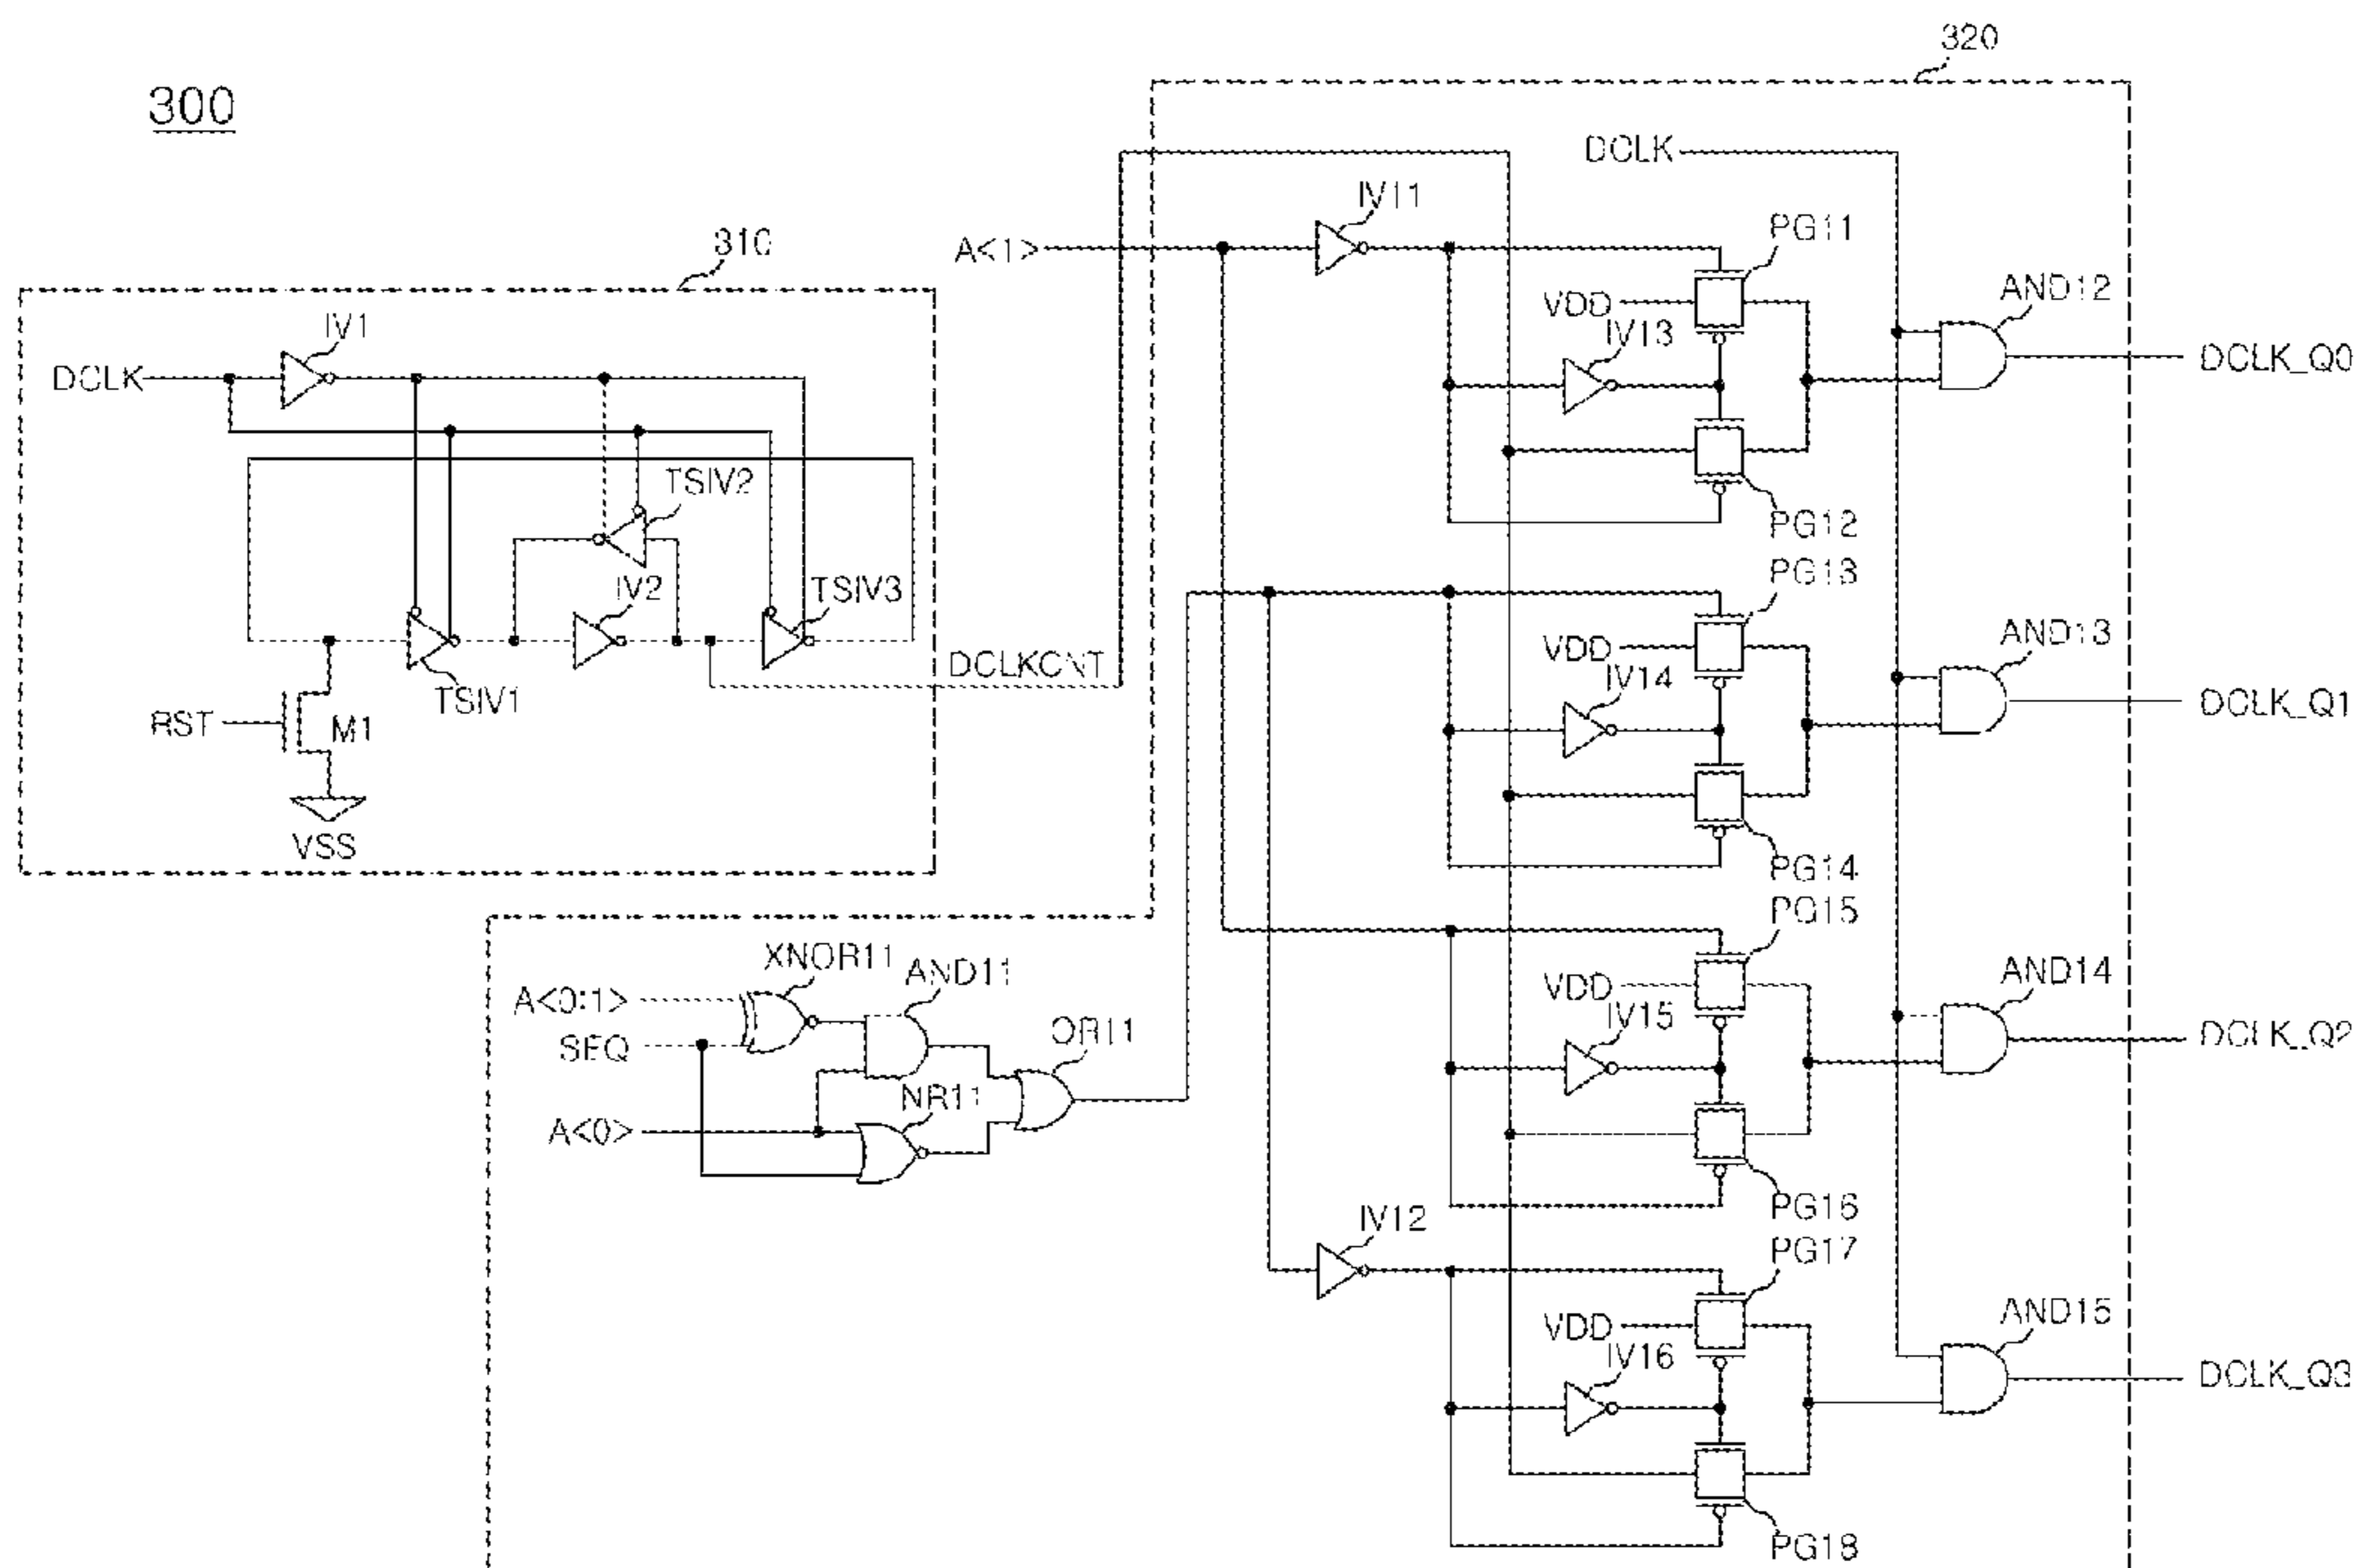 300
320
310
DCLK
IV1
TSIV2
IV2
TSIV3
TSIV1
RST
M1
VSS
DCLKCNT
A<1>
IV11
DCLK
PG11
VDD
IV13
AND12
DCLK_Q0
PG12
PG13
VDD
IV14
AND13
DCLK_Q1
PG14
PG15
VDD
IV15
AND14
DCLK_Q2
PG16
XNOR11
AND11
A<0:1>
SEQ
OR11
A<0>
NR11
IV12
PG17
VDD
IV16
AND15
DCLK_Q3
PG18